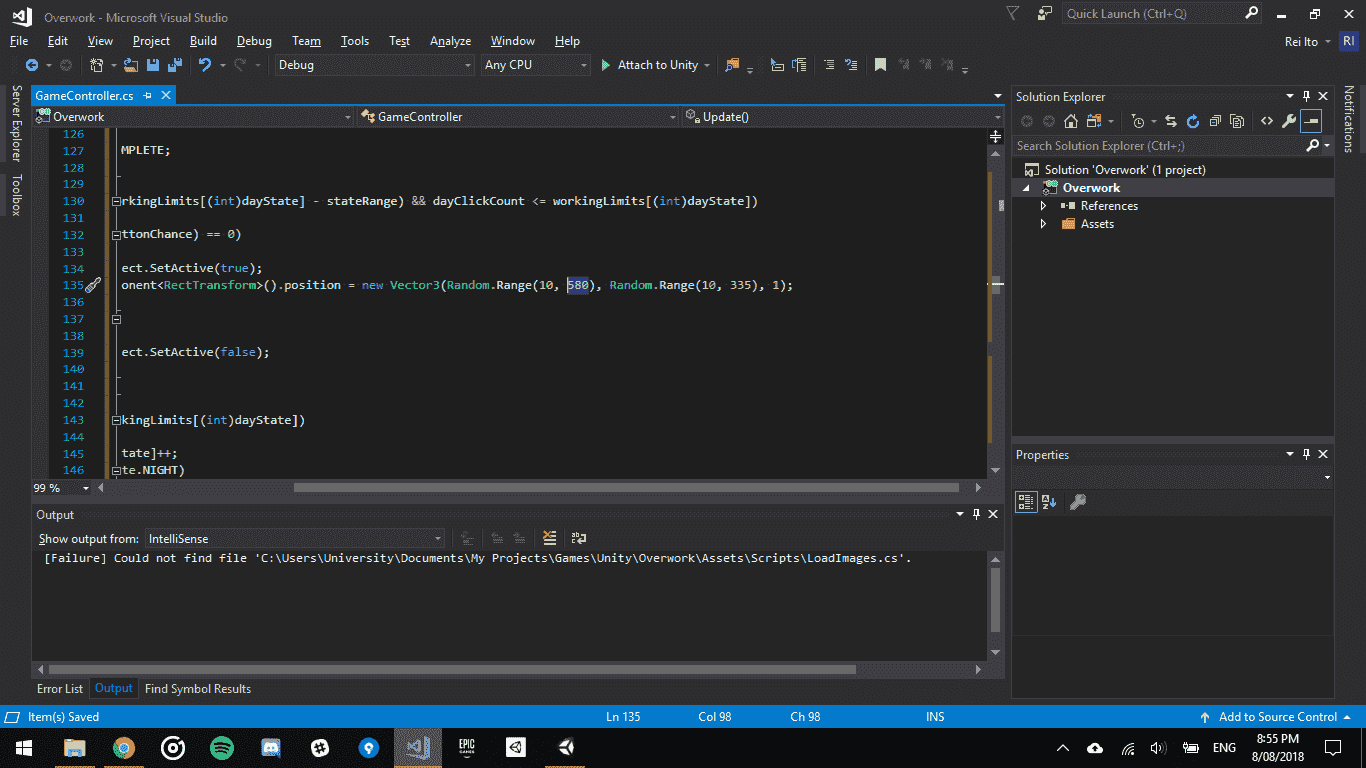 Overwork - Microsoft Visual Studio
Quick Launch (Ctrl+Q)
File Edit View Project Build Debug Team Tools Test Analyze Window Help
Rei Ito RI
Debug Any CPU Attach to Unity
Server Explorer
Toolbox
GameController.cs
Overwork GameController Update()
126
127 MPLETE;
128
129
130 rkingLimits[(int)dayState] - stateRange) && dayClickCount <= workingLimits[(int)dayState])
131
132 ttonChance) == 0)
133
134 ect.SetActive(true);
135 onent<RectTransform>().position = new Vector3(Random.Range(10, 580), Random.Range(10, 335), 1);
136
137
138
139 ect.SetActive(false);
140
141
142
143 kingLimits[(int)dayState])
144
145 tate]++;
146 te.NIGHT)
99 %
Output
Show output from: IntelliSense
[Failure] Could not find file 'C:\Users\University\Documents\My Projects\Games\Unity\Overwork\Assets\Scripts\LoadImages.cs'.
Error List Output Find Symbol Results
Solution Explorer
Search Solution Explorer (Ctrl+;)
Solution 'Overwork' (1 project)
Overwork
References
Assets
Properties
Notifications
Item(s) Saved Ln 135 Col 98 Ch 98 INS Add to Source Control
EPIC
GAMES
ENG
8:55 PM
8/08/2018